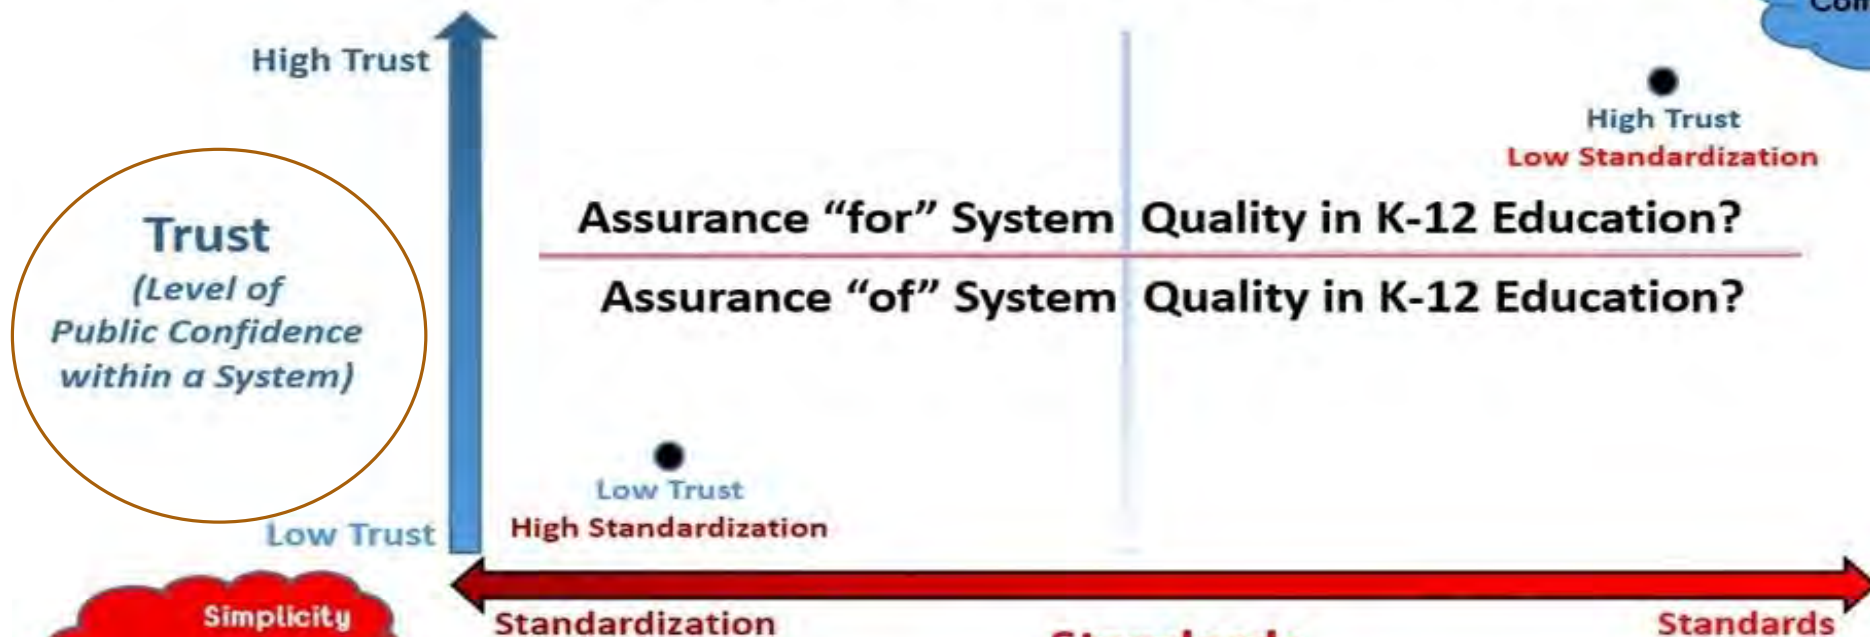 High Trust
High Trust
Low Standardization
Trust
(Level of
Public Confidence
within a System)
Assurance “for” System Quality in K-12 Education?
Assurance “of” System Quality in K-12 Education?
Low Trust
High Standardization
Low Trust
Simplicity
Standardization
Standards